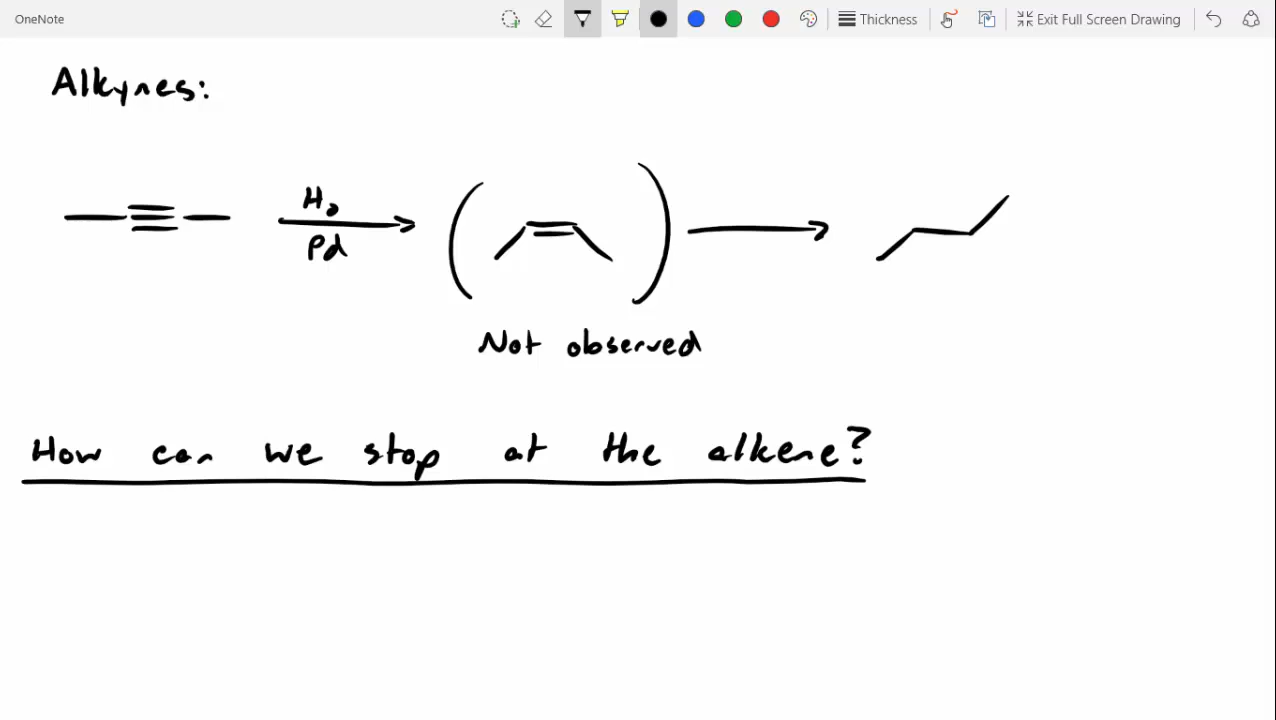 OneNote
Thickness
Exit Full Screen Drawing
Alkynes:
H₂
Pd
Not observed
How can we stop at the alkene?